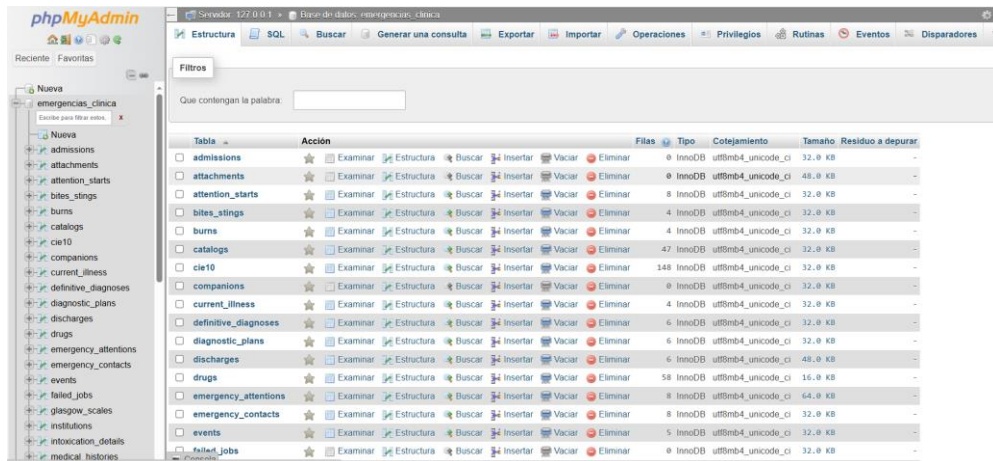 phpMyAdmin
Reciente Favoritas
Nueva
emergencias_clinica
X
Nueva
admissions
attachments
attention_starts
bites_stings
burns
catalogs
cie10
companions
current_illness
definitive_diagnoses
diagnostic_plans
discharges
drugs
emergency_attentions
emergency_contacts
events
failed_jobs
glasgow_scales
institutions
intoxication_details
medical_histories
Servidor: 127.0.0.1 » Base de datos: emergencias_clinica
Estructura SQL Buscar Generar una consulta Exportar Importar Operaciones Privilegios Rutinas Eventos Disparadores
Filtros
Que contengan la palabra:
Tabla Acción Filas Tipo Cotejamiento Tamaño Residuo a depurar
admissions Examinar Estructura Buscar Insertar Vaciar Eliminar 0 InnoDB utf8mb4_unicode_ci 32.0 KB -
attachments Examinar Estructura Buscar Insertar Vaciar Eliminar 0 InnoDB utf8mb4_unicode_ci 48.0 KB -
attention_starts Examinar Estructura Buscar Insertar Vaciar Eliminar 8 InnoDB utf8mb4_unicode_ci 32.0 KB -
bites_stings Examinar Estructura Buscar Insertar Vaciar Eliminar 4 InnoDB utf8mb4_unicode_ci 32.0 KB -
burns Examinar Estructura Buscar Insertar Vaciar Eliminar 4 InnoDB utf8mb4_unicode_ci 32.0 KB -
catalogs Examinar Estructura Buscar Insertar Vaciar Eliminar 47 InnoDB utf8mb4_unicode_ci 32.0 KB -
cie10 Examinar Estructura Buscar Insertar Vaciar Eliminar 148 InnoDB utf8mb4_unicode_ci 32.0 KB -
companions Examinar Estructura Buscar Insertar Vaciar Eliminar 0 InnoDB utf8mb4_unicode_ci 32.0 KB -
current_illness Examinar Estructura Buscar Insertar Vaciar Eliminar 4 InnoDB utf8mb4_unicode_ci 32.0 KB -
definitive_diagnoses Examinar Estructura Buscar Insertar Vaciar Eliminar 6 InnoDB utf8mb4_unicode_ci 32.0 KB -
diagnostic_plans Examinar Estructura Buscar Insertar Vaciar Eliminar 6 InnoDB utf8mb4_unicode_ci 32.0 KB -
discharges Examinar Estructura Buscar Insertar Vaciar Eliminar 6 InnoDB utf8mb4_unicode_ci 48.0 KB -
drugs Examinar Estructura Buscar Insertar Vaciar Eliminar 58 InnoDB utf8mb4_unicode_ci 16.0 KB -
emergency_attentions Examinar Estructura Buscar Insertar Vaciar Eliminar 8 InnoDB utf8mb4_unicode_ci 64.0 KB -
emergency_contacts Examinar Estructura Buscar Insertar Vaciar Eliminar 8 InnoDB utf8mb4_unicode_ci 32.0 KB -
events Examinar Estructura Buscar Insertar Vaciar Eliminar 5 InnoDB utf8mb4_unicode_ci 32.0 KB -
failed_jobs Examinar Estructura Buscar Insertar Vaciar Eliminar 0 InnoDB utf8mb4_unicode_ci 32.0 KB -
Consola